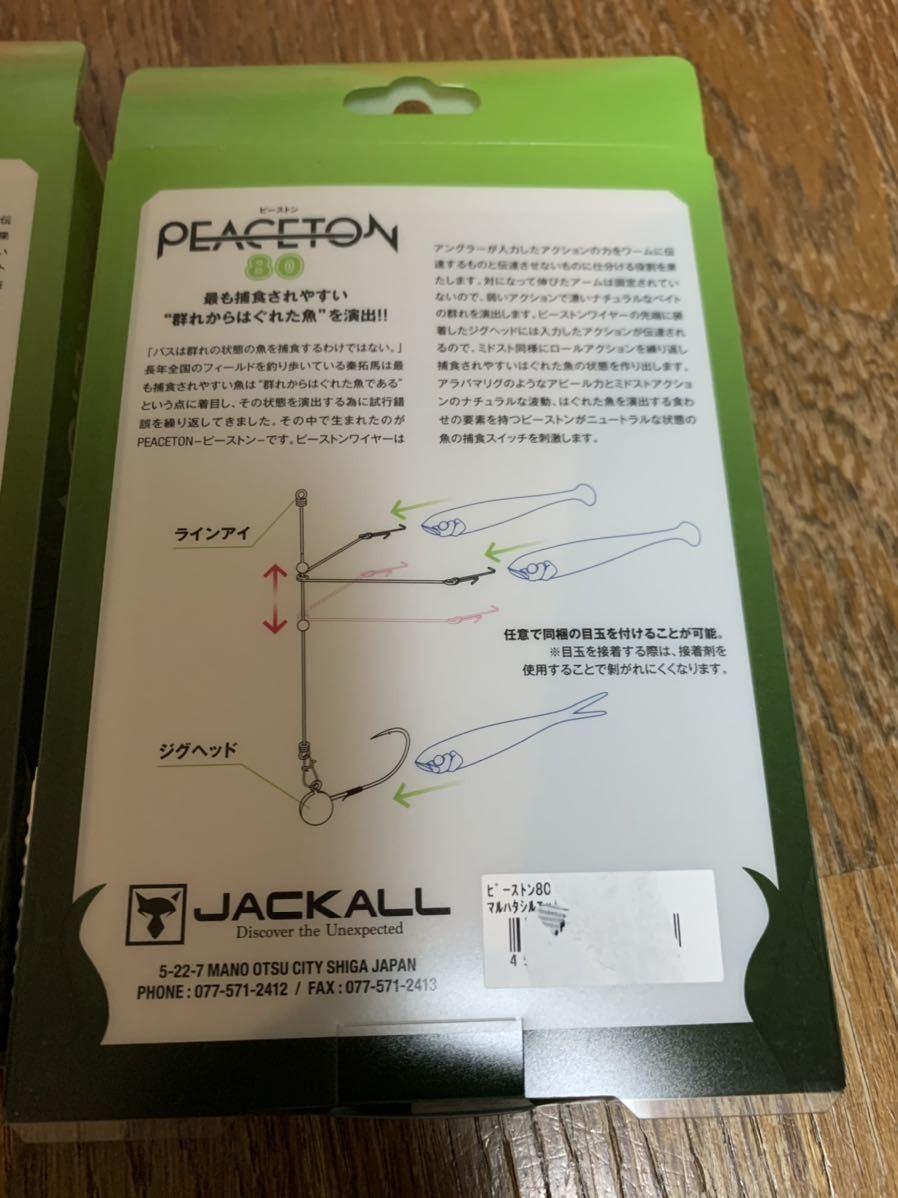 ピーストン
PEACETON
80
最も捕食されやすい
“群れからはぐれた魚”を演出!!
「バスは群れの状態の魚を捕食するわけではない。」
長年全国のフィールドを釣り歩いている秦拓馬は最
も捕食されやすい魚は“群れからはぐれた魚である”
という点に着目し、その状態を演出する為に試行錯
誤を繰り返してきました。その中で生まれたのが
PEACETON−ピーストン−です。ピーストンワイヤーは
アングラーが入力したアクションの力をワームに伝
達するものと伝達させないものに仕分ける役割を果
たします。対になって伸びたアームは固定されてい
ないので、弱いアクションで漂いナチュラルなベイト
の群れを演出します。ピーストンワイヤーの先端に装
着したジグヘッドには入力したアクションが伝達され
るので、ミドスト同様にロールアクションを繰り返し
捕食されやすいはぐれた魚の状態を作り出します。
アラバマリグのようなアピール力とミドストアクショ
ンのナチュラルな波動、はぐれた魚を演出する食わ
せの要素を持つピーストンがニュートラルな状態の
魚の捕食スイッチを刺激します。
ラインアイ
任意で同梱の目玉を付けることが可能。
※目玉を接着する際は、接着剤を
使用することで剝がれにくくなります。
ジグヘッド
JACKALL
Discover the Unexpected
5-22-7 MANO OTSU CITY SHIGA JAPAN
PHONE : 077-571-2412 / FAX : 077-571-2413
ピーストン80
マルハタシル
4
伝
果
い